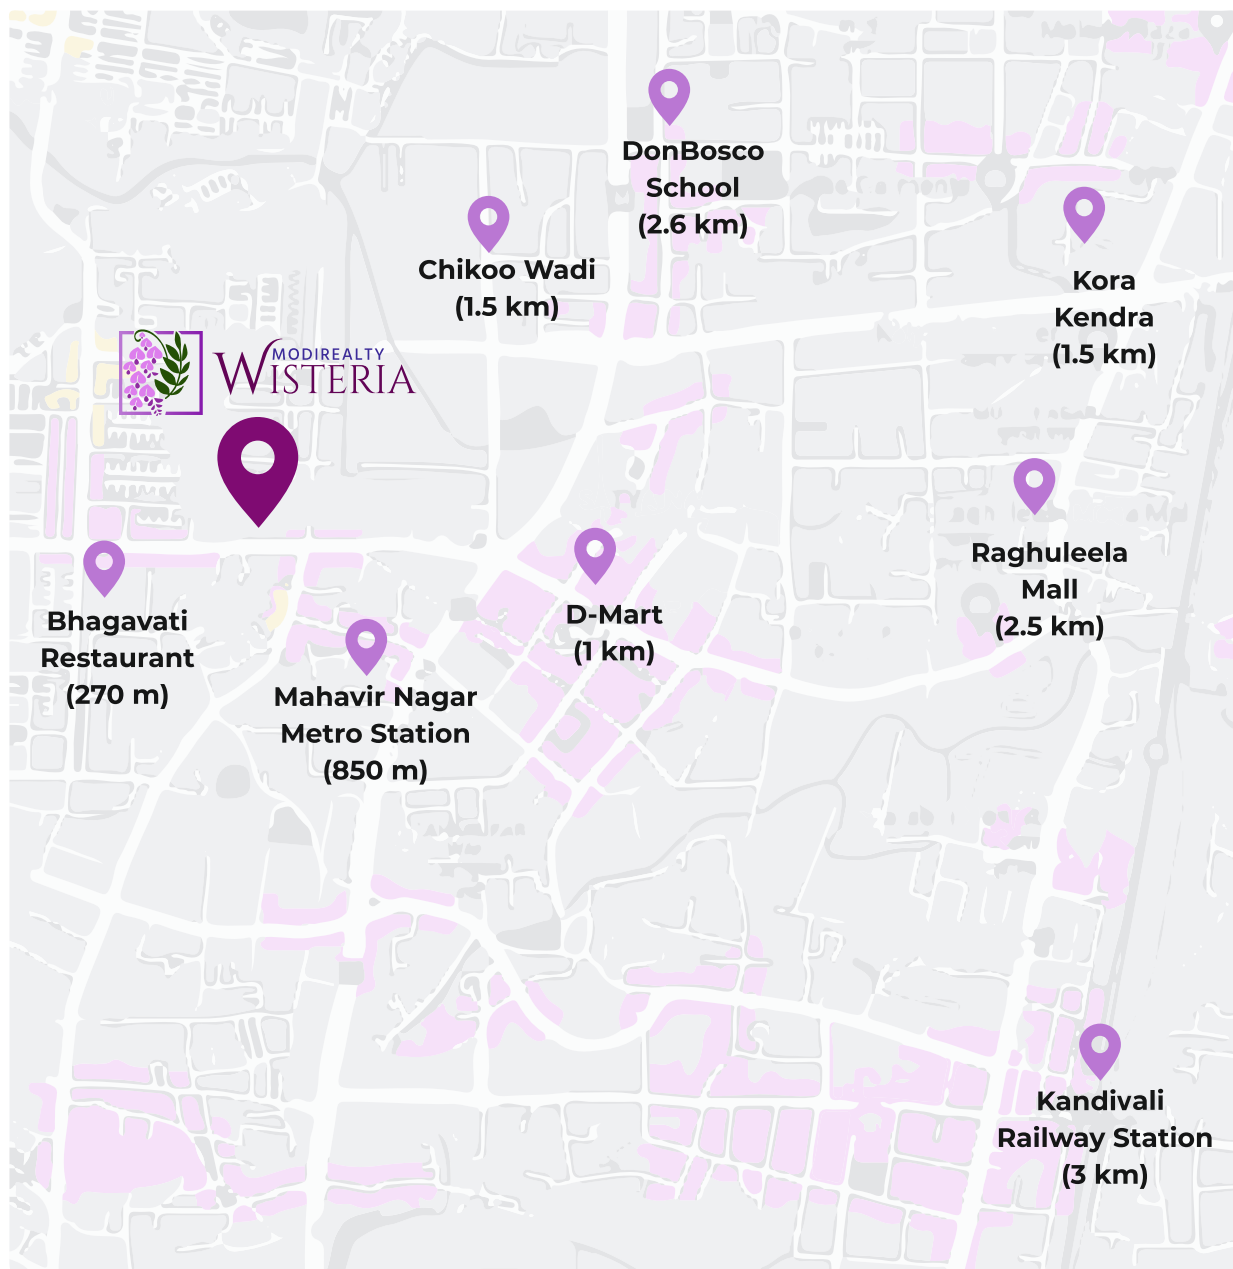 DonBosco
School
(2.6 km)
Chikoo Wadi
(1.5 km)
Kora
Kendra
(1.5 km)
MODIREALTY
WISTERIA
Raghuleela
Mall
(2.5 km)
D-Mart
(1 km)
Bhagavati
Restaurant
(270 m)
Mahavir Nagar
Metro Station
(850 m)
Kandivali
Railway Station
(3 km)